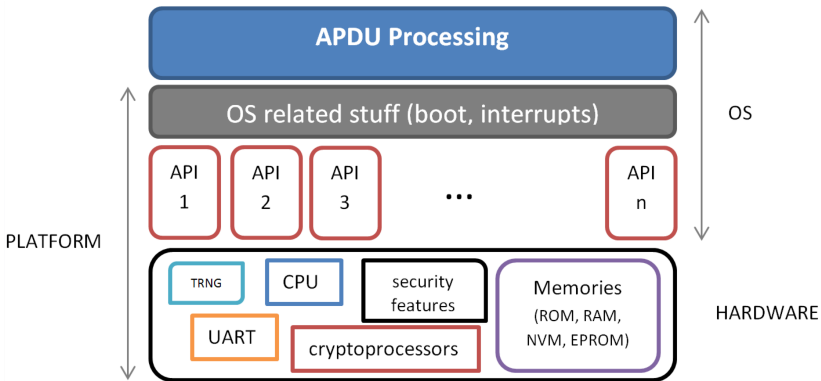 APDU Processing
OS related stuff (boot, interrupts)
OS
API
1
API
2
API
3
...
API
n
PLATFORM
TRNG
CPU
security
features
Memories
(ROM, RAM,
NVM, EPROM)
HARDWARE
UART
cryptoprocessors